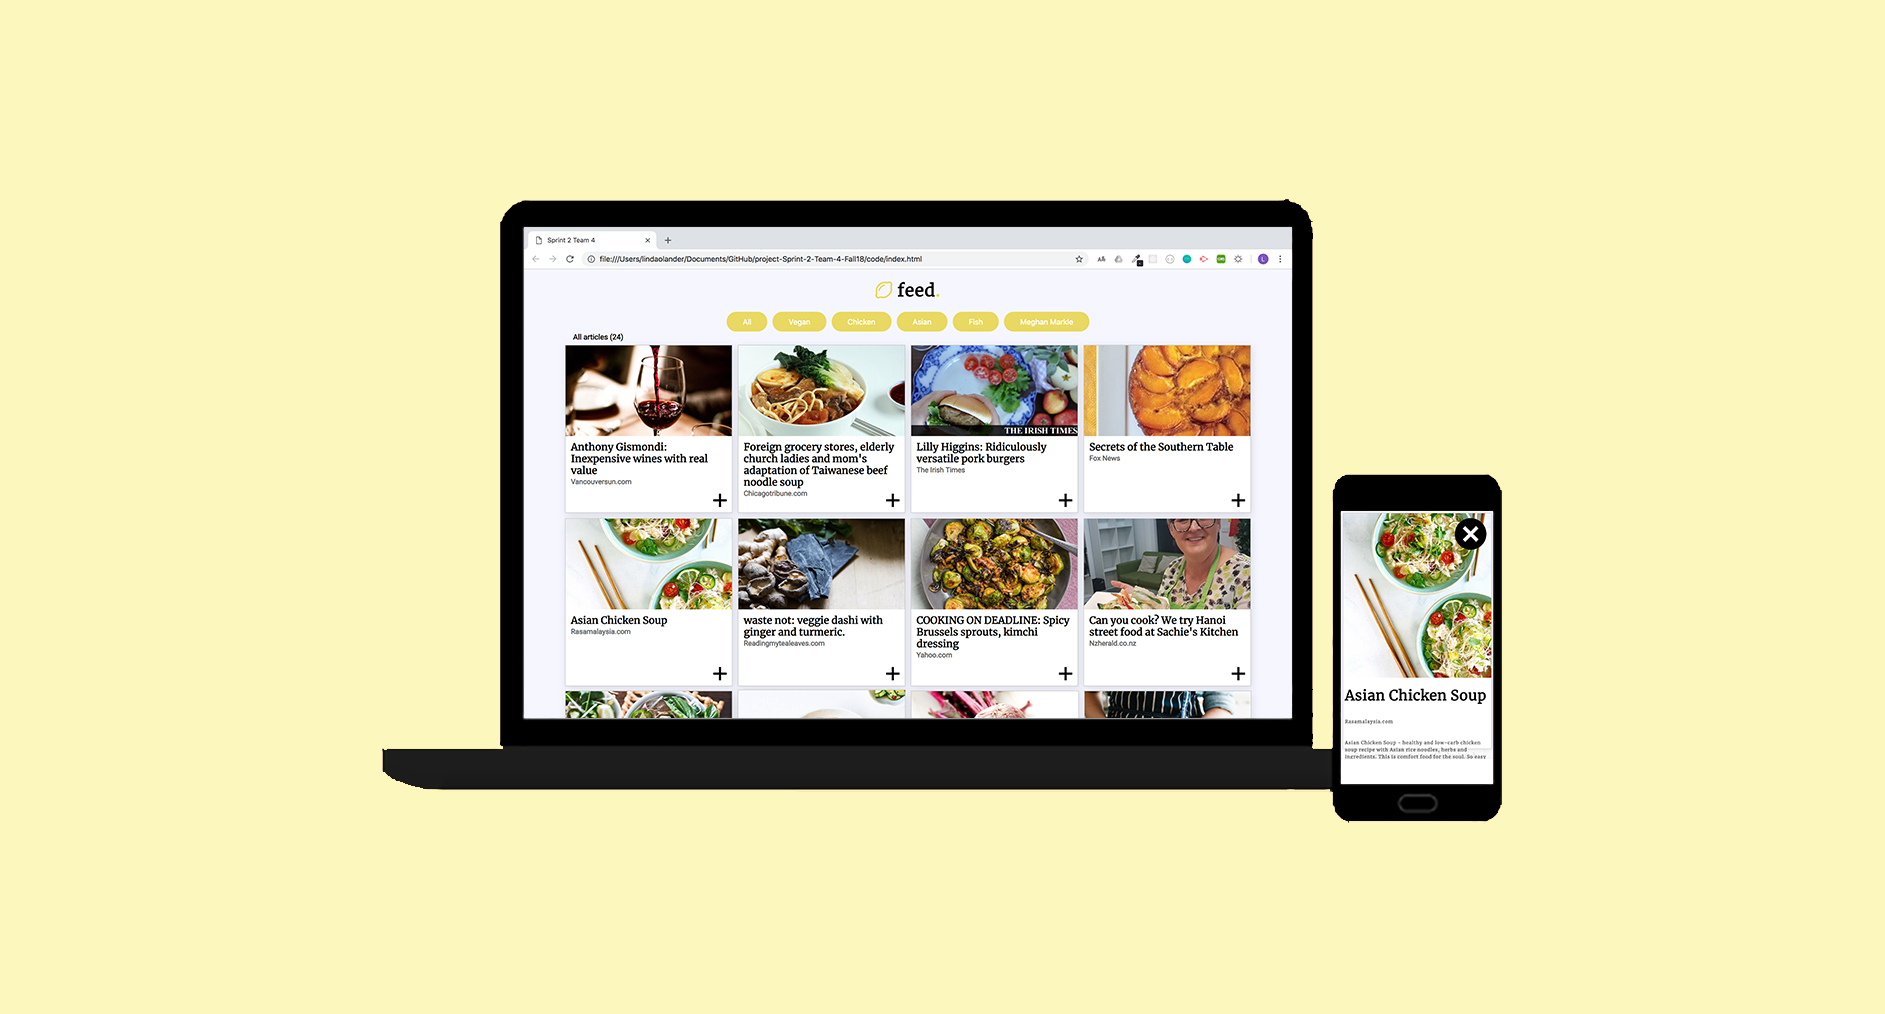 Sprint 2 Team 4
file:///Users/lindaolander/Documents/GitHub/project-Sprint-2-Team-4-Fall18/code/index.html
feed.
All
Vegan
Chicken
Asian
Fish
Meghan Markle
All articles (24)
THE IRISH TIMES
Anthony Gismondi:
Inexpensive wines with real
value
Vancouversun.com
Foreign grocery stores, elderly
church ladies and mom's
adaptation of Taiwanese beef
noodle soup
Chicagotribune.com
Lilly Higgins: Ridiculously
versatile pork burgers
The Irish Times
Secrets of the Southern Table
Fox News
Asian Chicken Soup
Rasamalaysia.com
waste not: veggie dashi with
ginger and turmeric.
Readingmytealeaves.com
COOKING ON DEADLINE: Spicy
Brussels sprouts, kimchi
dressing
Yahoo.com
Can you cook? We try Hanoi
street food at Sachie's Kitchen
Nzherald.co.nz
Asian Chicken Soup
Rasamalaysia.com
Asian Chicken Soup - healthy and low-carb chicken
soup recipe with Asian rice noodles, herbs and
ingredients. This is comfort food for the soul. So easy